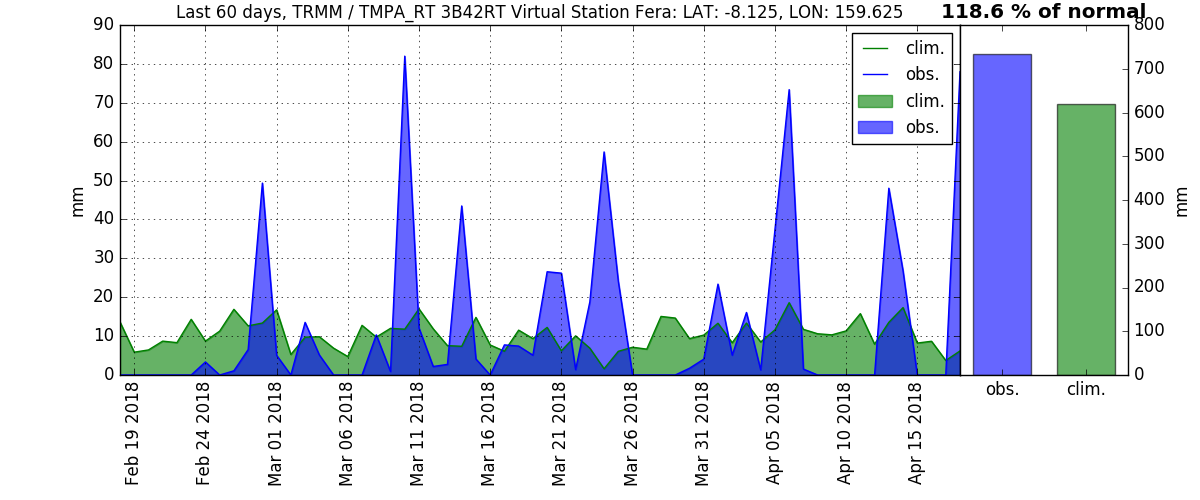 Last 60 days, TRMM / TMPA_RT 3B42RT Virtual Station Fera: LAT: -8.125, LON: 159.625
118.6 % of normal
90
80
70
60
50
40
30
20
10
0
mm
clim.
obs.
clim.
obs.
Feb 19 2018
Feb 24 2018
Mar 01 2018
Mar 06 2018
Mar 11 2018
Mar 16 2018
Mar 21 2018
Mar 26 2018
Mar 31 2018
Apr 05 2018
Apr 10 2018
Apr 15 2018
800
700
600
500
400
300
200
100
0
mm
obs.
clim.